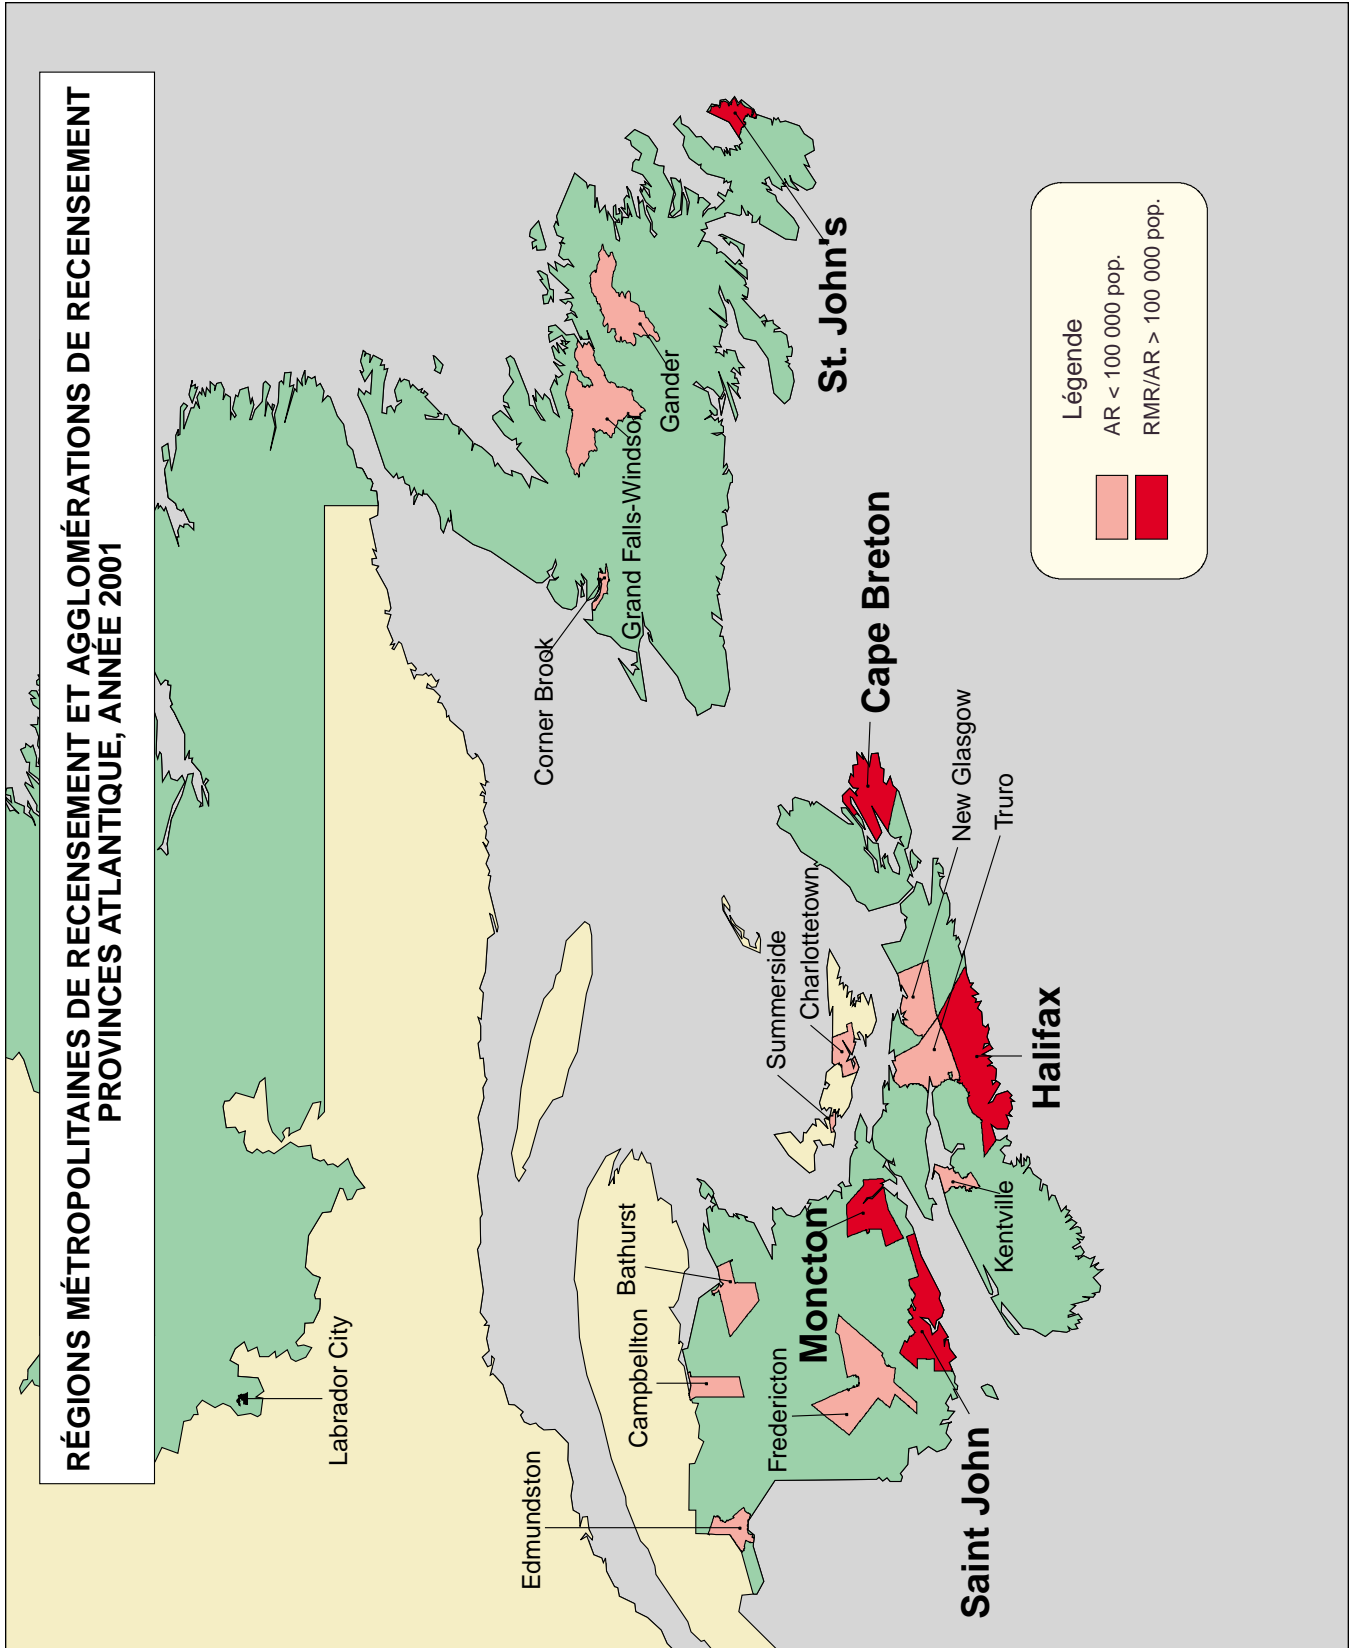 RÉGIONS MÉTROPOLITAINES DE RECENSEMENT ET AGGLOMÉRATIONS DE RECENSEMENT
PROVINCES ATLANTIQUE, ANNÉE 2001
Labrador City
Corner Brook
Grand Falls-Windsor
Gander
St. John's
Edmundston
Campbellton
Bathurst
Fredericton
Moncton
Saint John
Summerside
Charlottetown
Cape Breton
New Glasgow
Truro
Halifax
Kentville
Légende
AR < 100 000 pop.
RMR/AR > 100 000 pop.